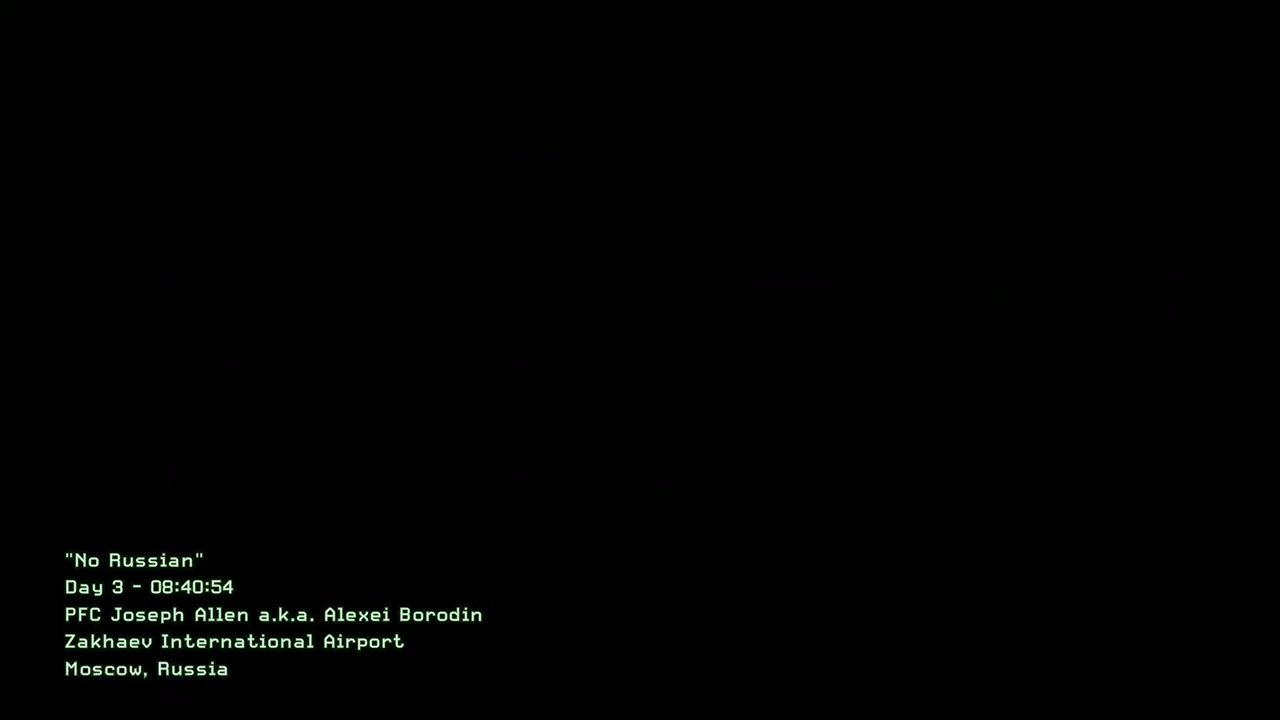 "No Russian"
Day 3 - 08:40:54
PFC Joseph Allen a.k.a. Alexei Borodin
Zakhaev International Airport
Moscow, Russia